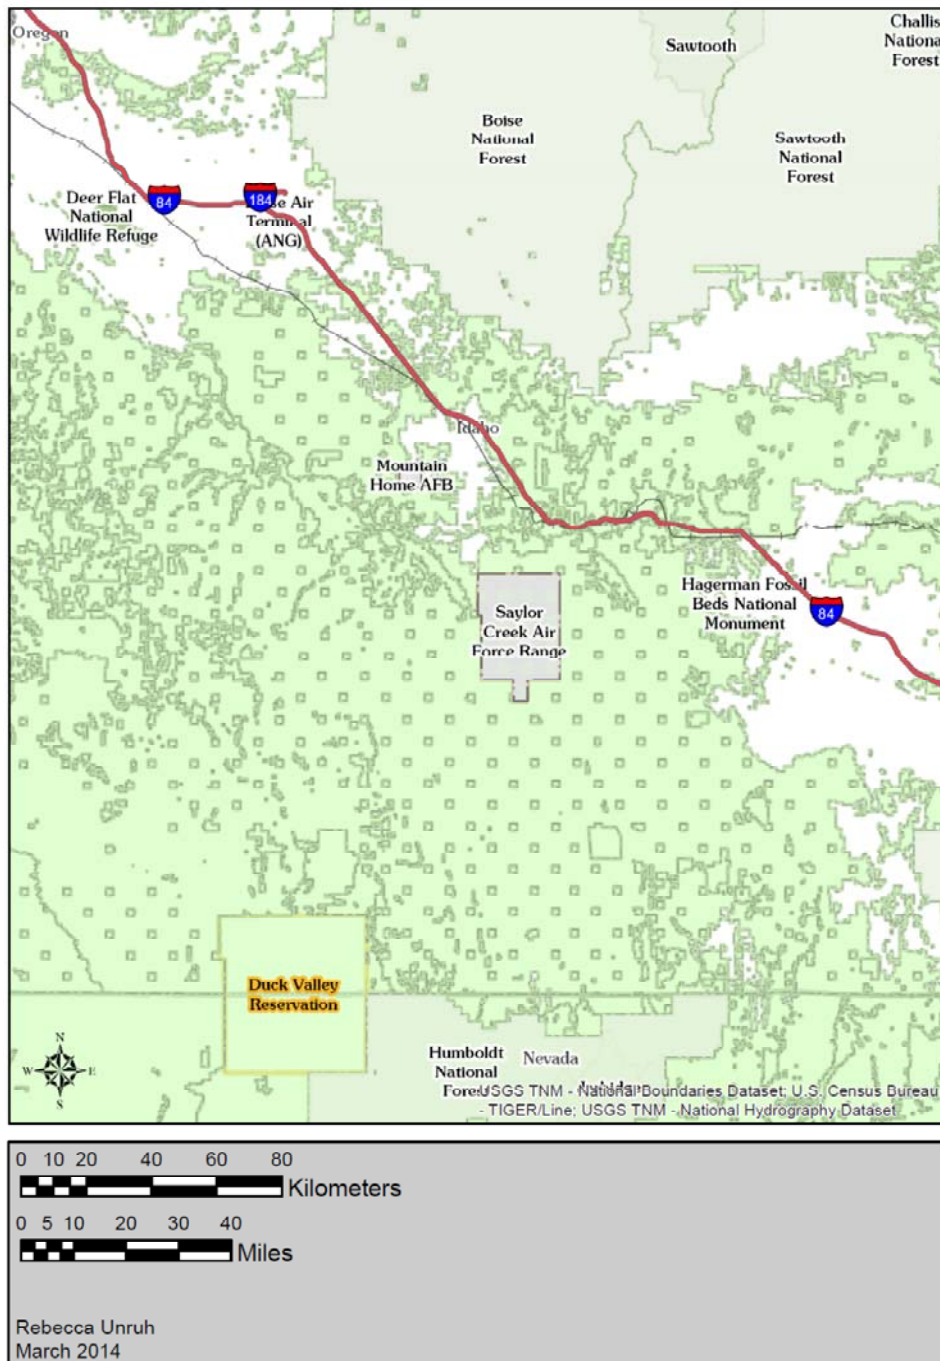 Oregon
Sawtooth
Challis
National
Forest
Boise
National
Forest
Sawtooth
National
Forest
Deer Flat
National
Wildlife Refuge
84
184
Air
Terminal
(ANG)
Idaho
Mountain
Home AFB
Saylor
Creek Air
Force Range
Hagerman Fossil
Beds National
Monument
84
Duck Valley
Reservation
N
W E
S
Humboldt
National
Forest
Nevada
USGS TNM - National Boundaries Dataset; U.S. Census Bureau
- TIGER/Line; USGS TNM - National Hydrography Dataset
0 10 20 40 60 80
Kilometers
0 5 10 20 30 40
Miles
Rebecca Unruh
March 2014